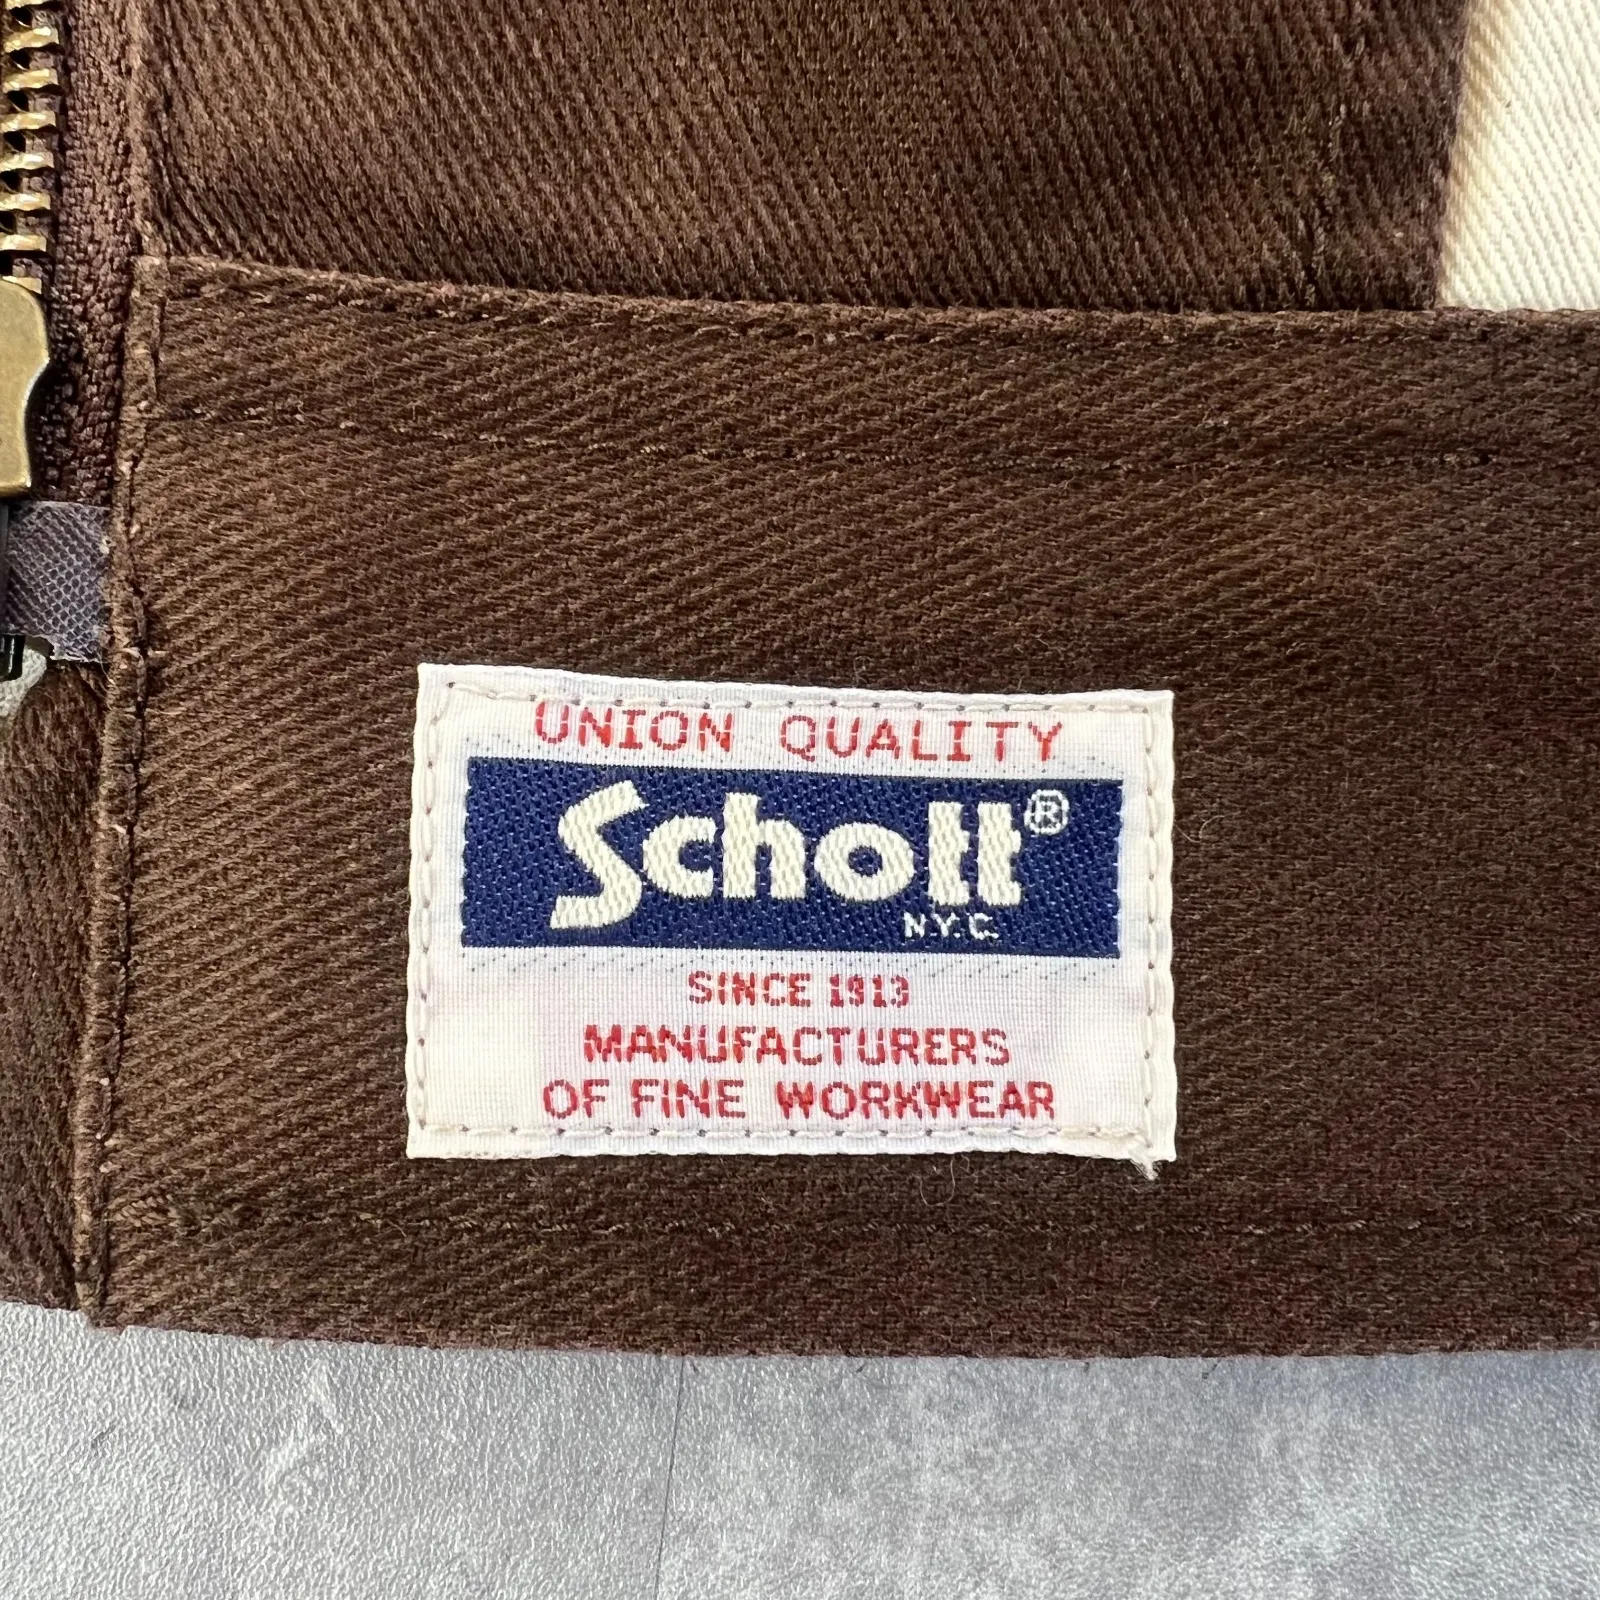 UNION QUALITY
Schott®
N.Y.C.
SINCE 1913
MANUFACTURERS
OF FINE WORKWEAR